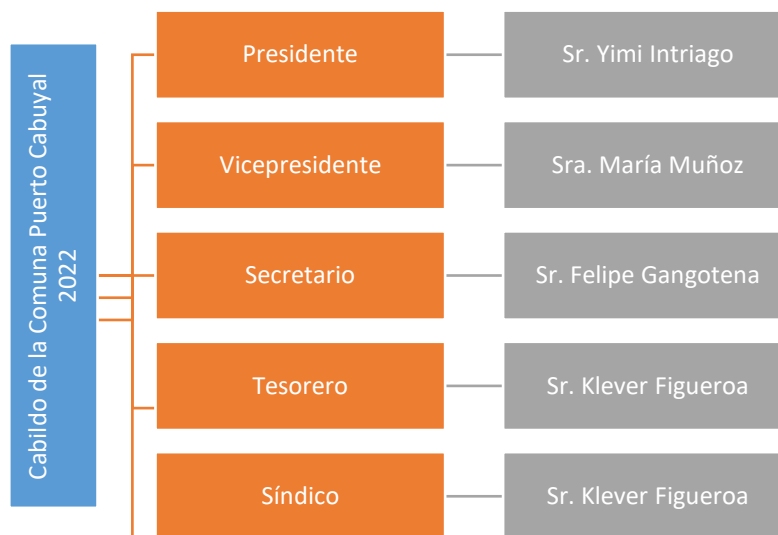 Cabildo de la Comuna Puerto Cabuyal
2022
Presidente
Sr. Yimi Intriago
Vicepresidente
Sra. María Muñoz
Secretario
Sr. Felipe Gangotena
Tesorero
Sr. Klever Figueroa
Síndico
Sr. Klever Figueroa